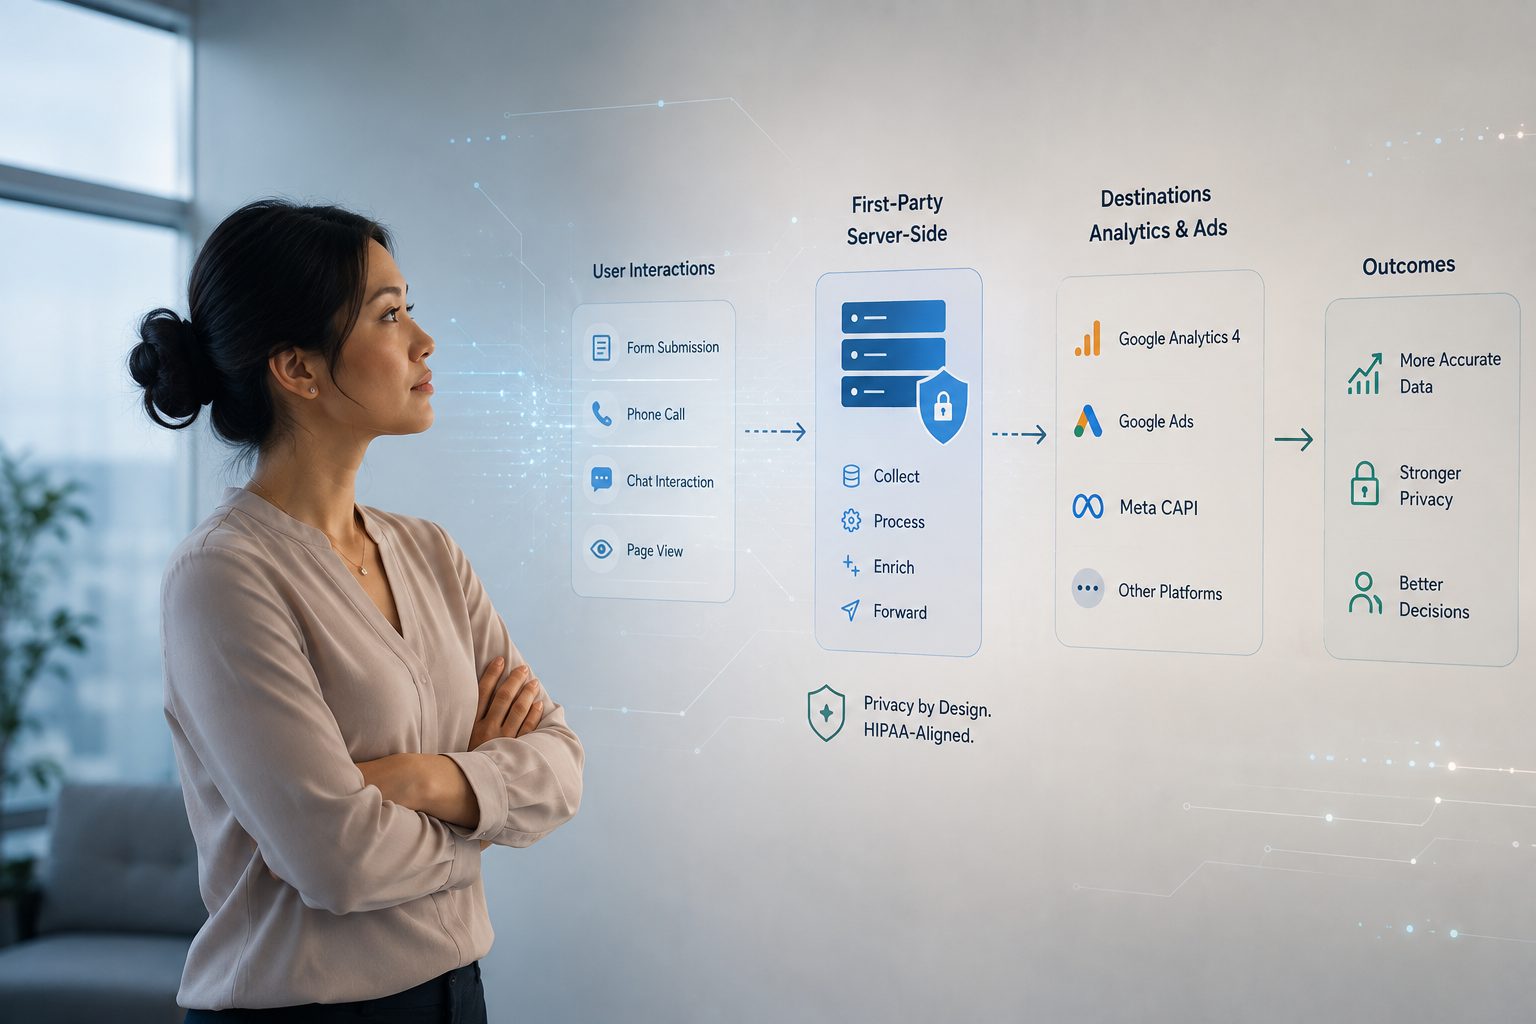 User Interactions
Form Submission
Phone Call
Chat Interaction
Page View
First-Party
Server-Side
Collect
Process
Enrich
Forward
Privacy by Design.
HIPAA-Aligned.
Destinations
Analytics & Ads
Google Analytics 4
Google Ads
Meta CAPI
Other Platforms
Outcomes
More Accurate
Data
Stronger
Privacy
Better
Decisions